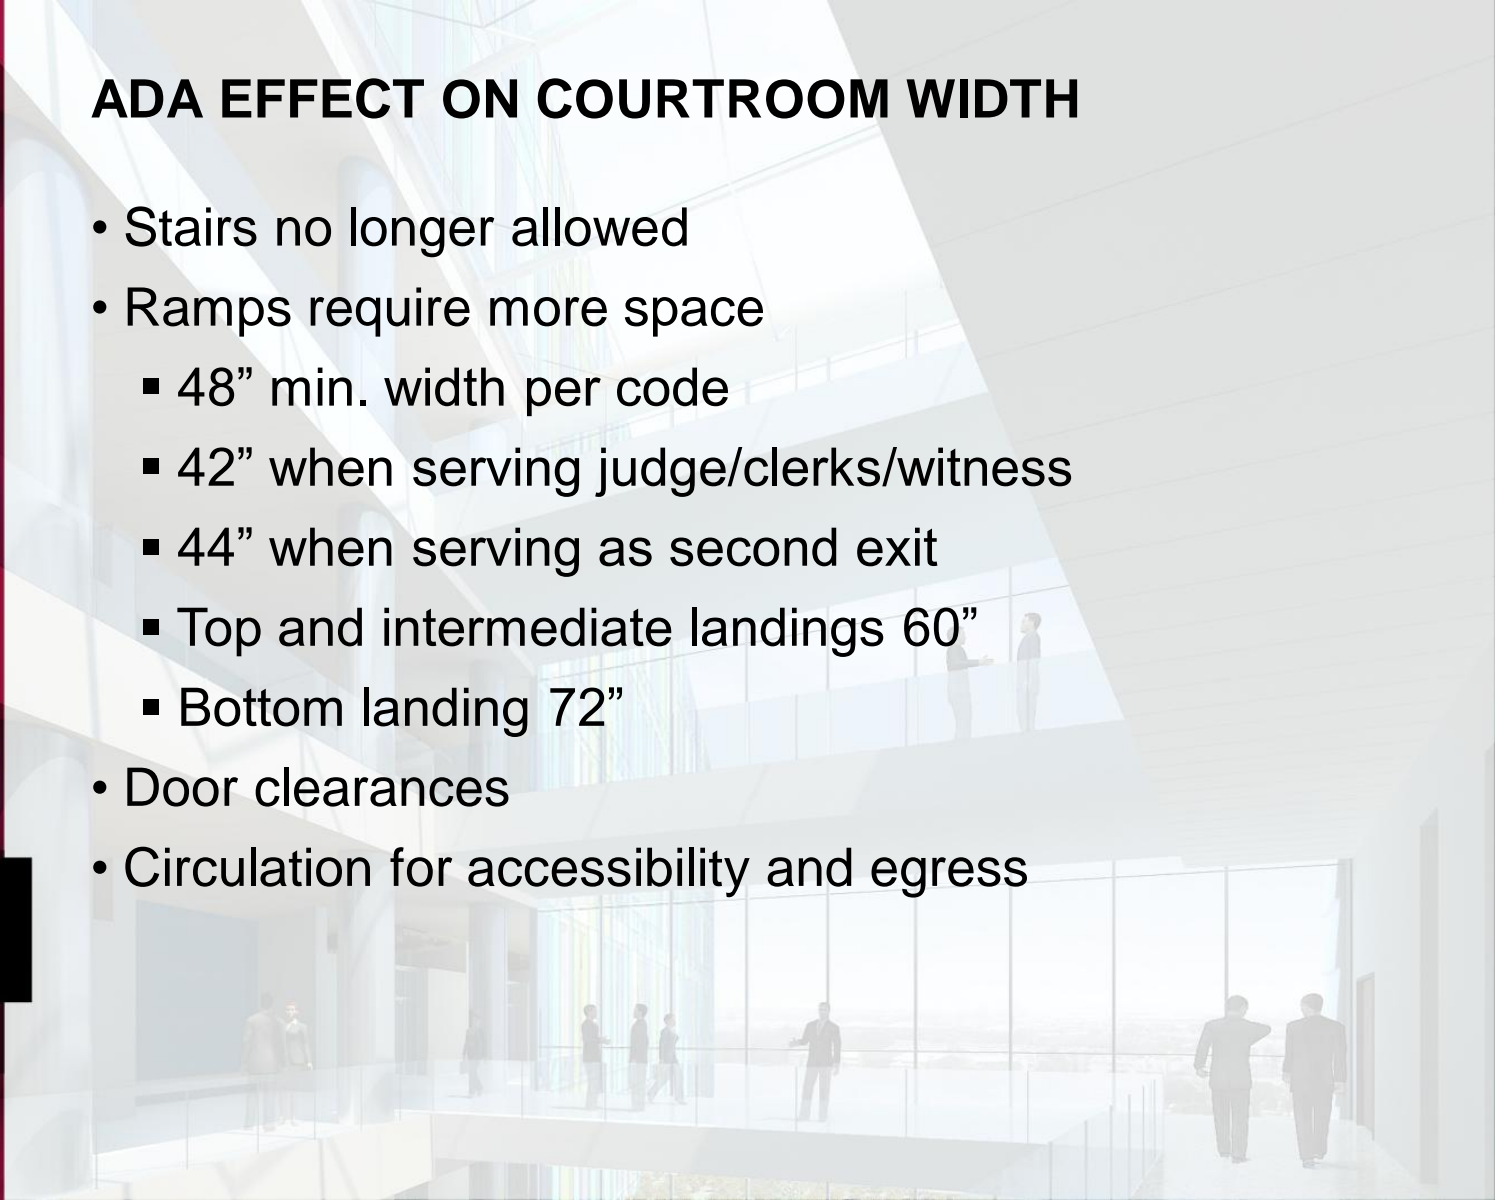 ADA EFFECT ON COURTROOM WIDTH
• Stairs no longer allowed
• Ramps require more space
▪ 48” min. width per code
▪ 42” when serving judge/clerks/witness
▪ 44” when serving as second exit
▪ Top and intermediate landings 60”
▪ Bottom landing 72”
• Door clearances
• Circulation for accessibility and egress